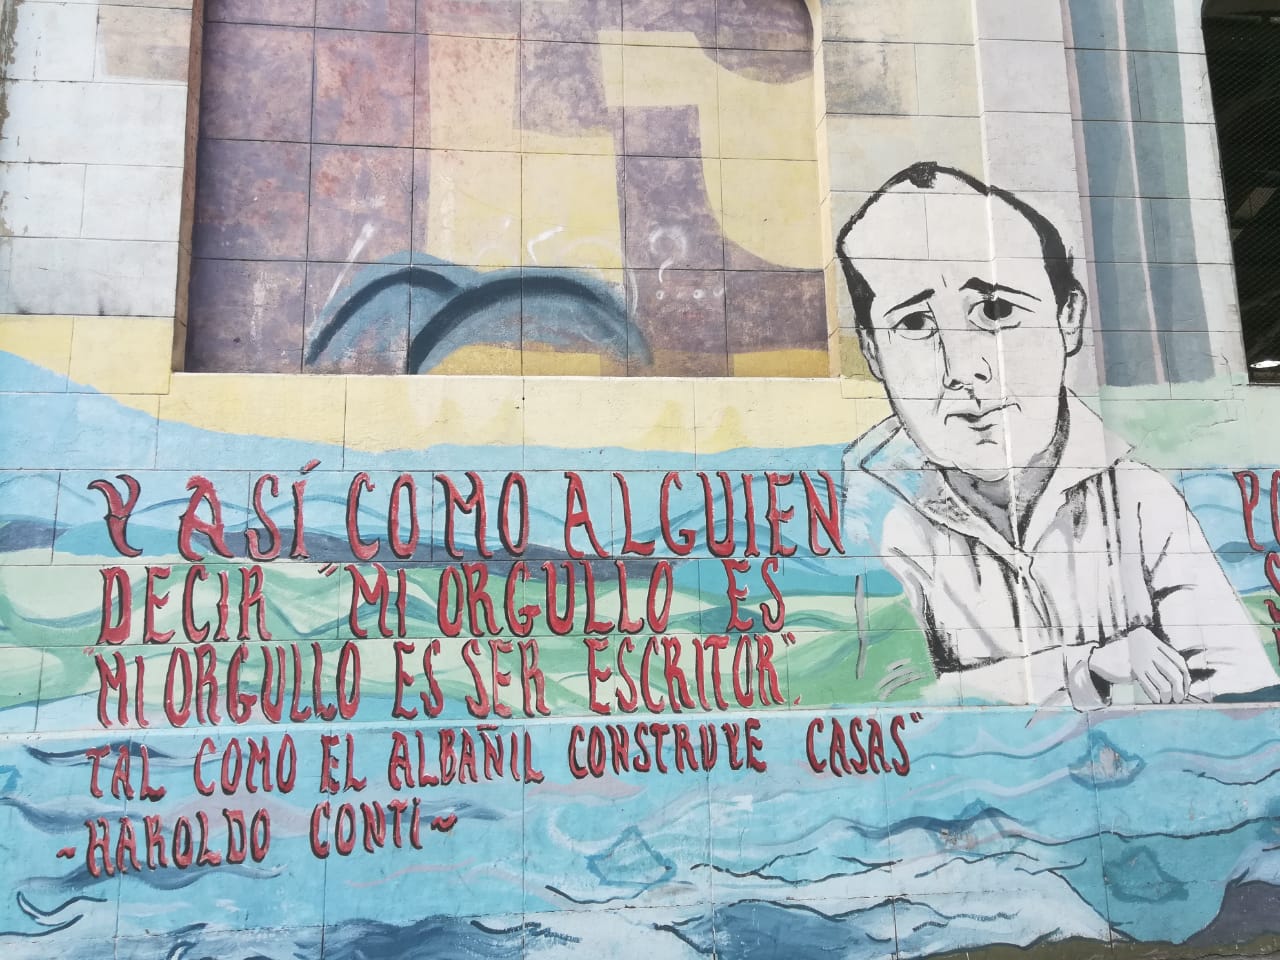 Y ASÍ COMO ALGUIEN
DECIR "MI ORGULLO ES
"MI ORGULLO ES SER ESCRITOR"
TAL COMO EL ALBAÑIL CONSTRUYE CASAS"
~HAROLDO CONTI~